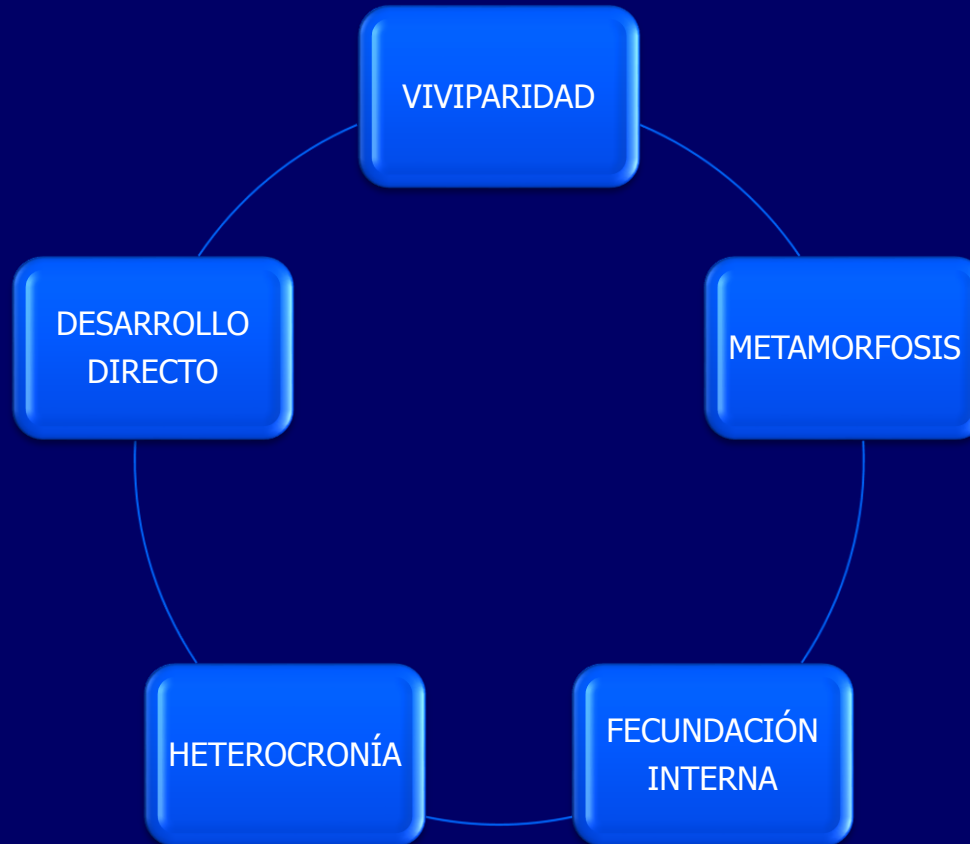 VIVIPARIDAD
DESARROLLO
DIRECTO
METAMORFOSIS
HETEROCRONÍA
FECUNDACIÓN
INTERNA